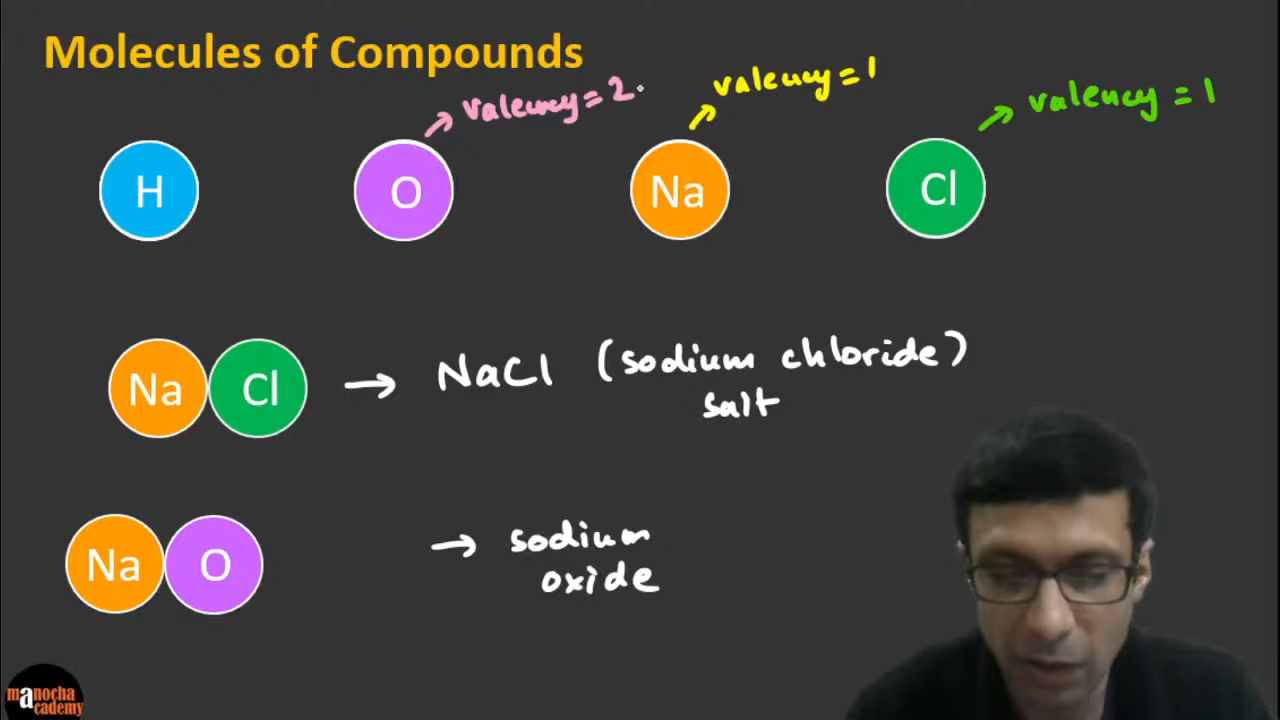 Molecules of Compounds
valency = 2
valency = 1
valency = 1
H
O
Na
Cl
Na Cl → NaCl (sodium chloride)
salt
Na O → sodium
oxide
manocha
academy